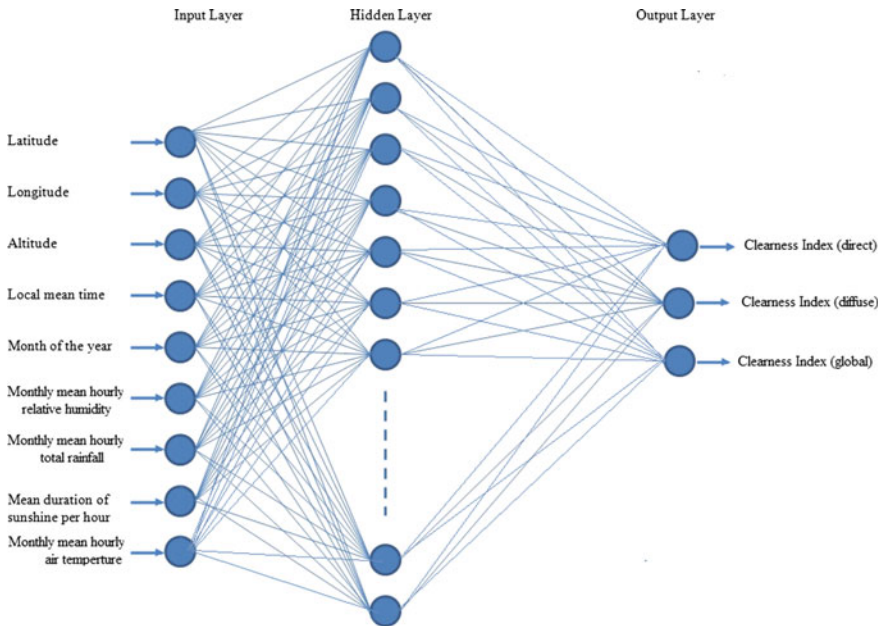 Input Layer
Hidden Layer
Output Layer
Latitude
Longitude
Altitude
Local mean time
Month of the year
Monthly mean hourly
relative humidity
Monthly mean hourly
total rainfall
Mean duration of
sunshine per hour
Monthly mean hourly
air temperture
Clearness Index (direct)
Clearness Index (diffuse)
Clearness Index (global)